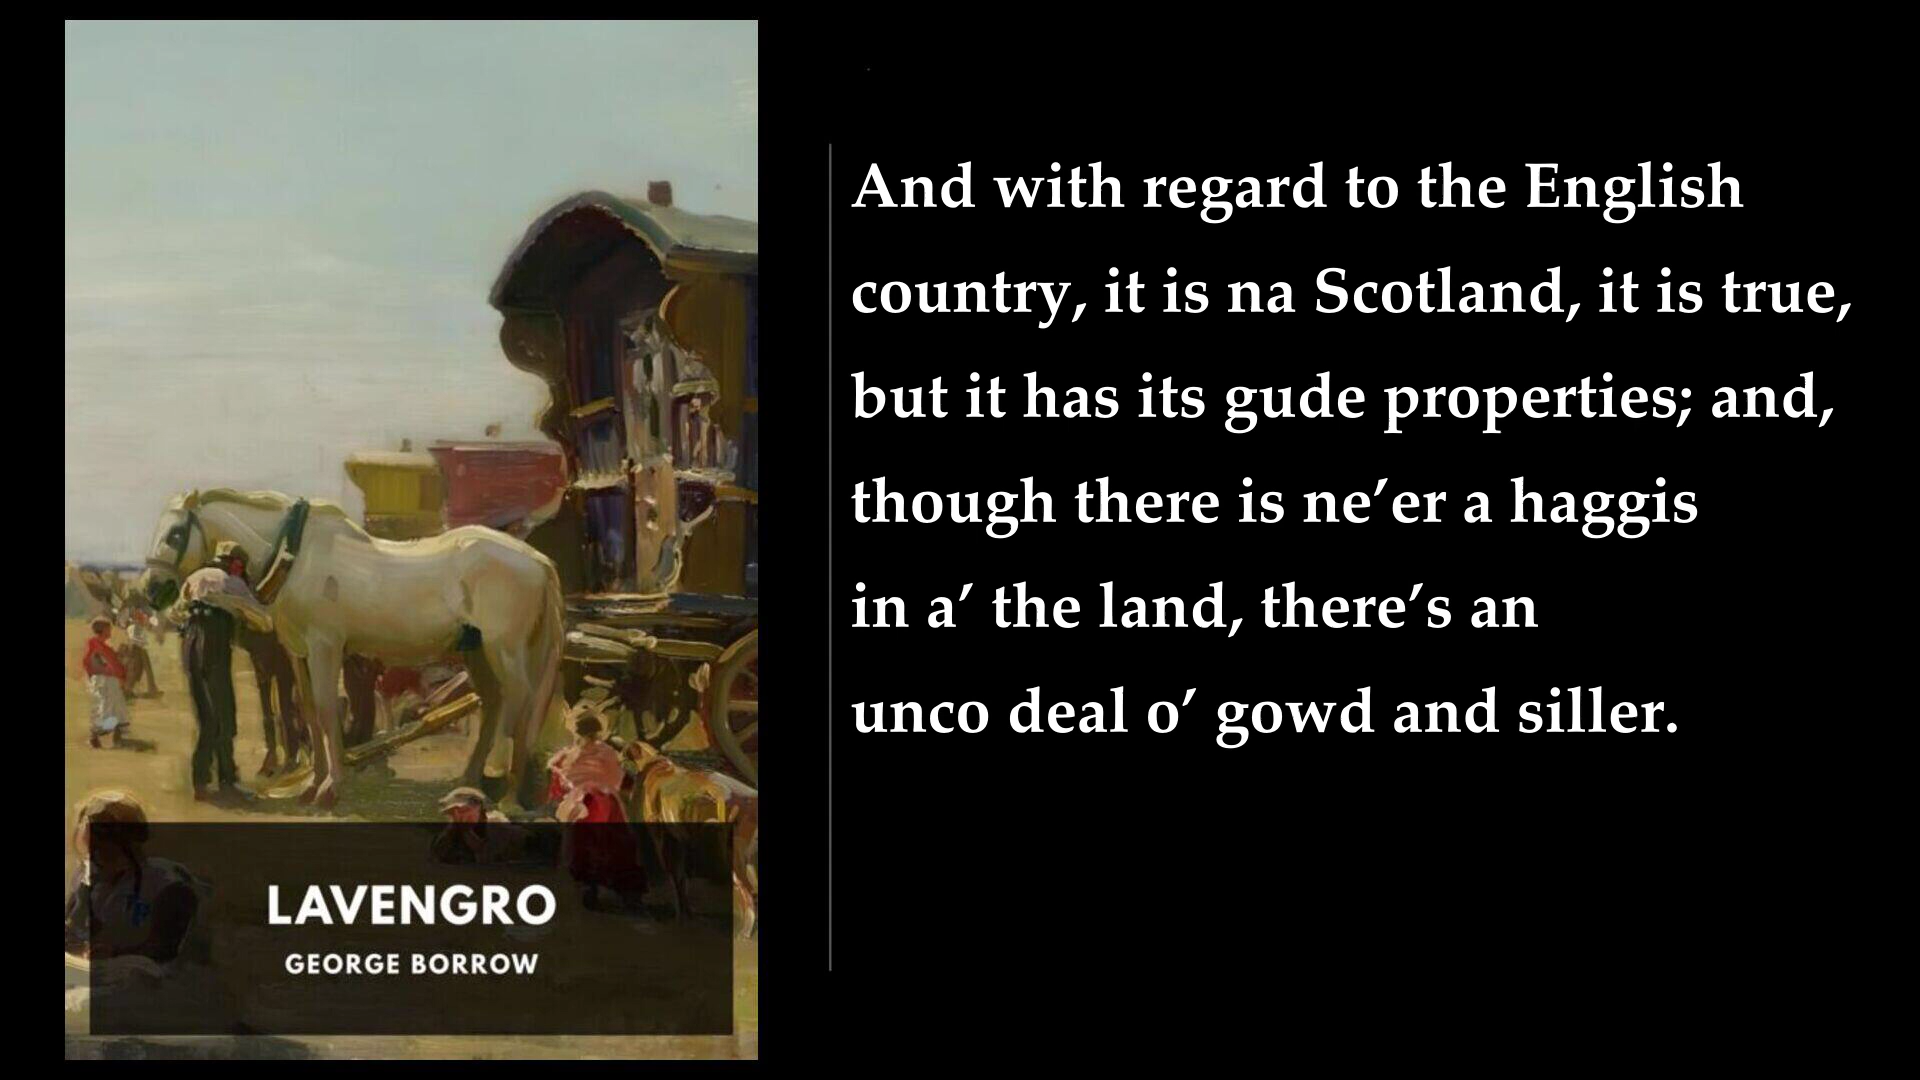 And with regard to the English
country, it is na Scotland, it is true,
but it has its gude properties; and,
though there is ne’er a haggis
in a’ the land, there’s an
unco deal o’ gowd and siller.
LAVENGRO
GEORGE BORROW